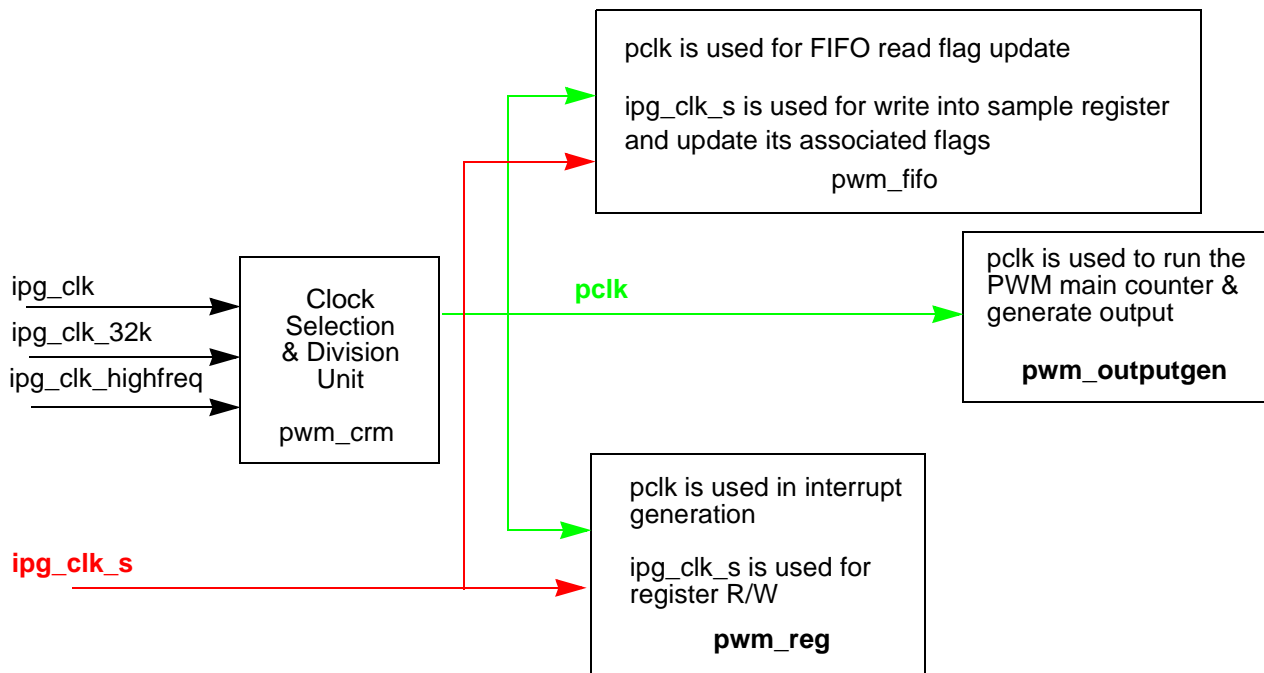 pclk is used for FIFO read flag update
ipg_clk_s is used for write into sample register
and update its associated flags
pwm_fifo
ipg_clk
ipg_clk_32k
ipg_clk_highfreq
Clock
Selection
& Division
Unit
pwm_crm
pclk
pclk is used to run the
PWM main counter &
generate output
pwm_outputgen
ipg_clk_s
pclk is used in interrupt
generation
ipg_clk_s is used for
register R/W
pwm_reg